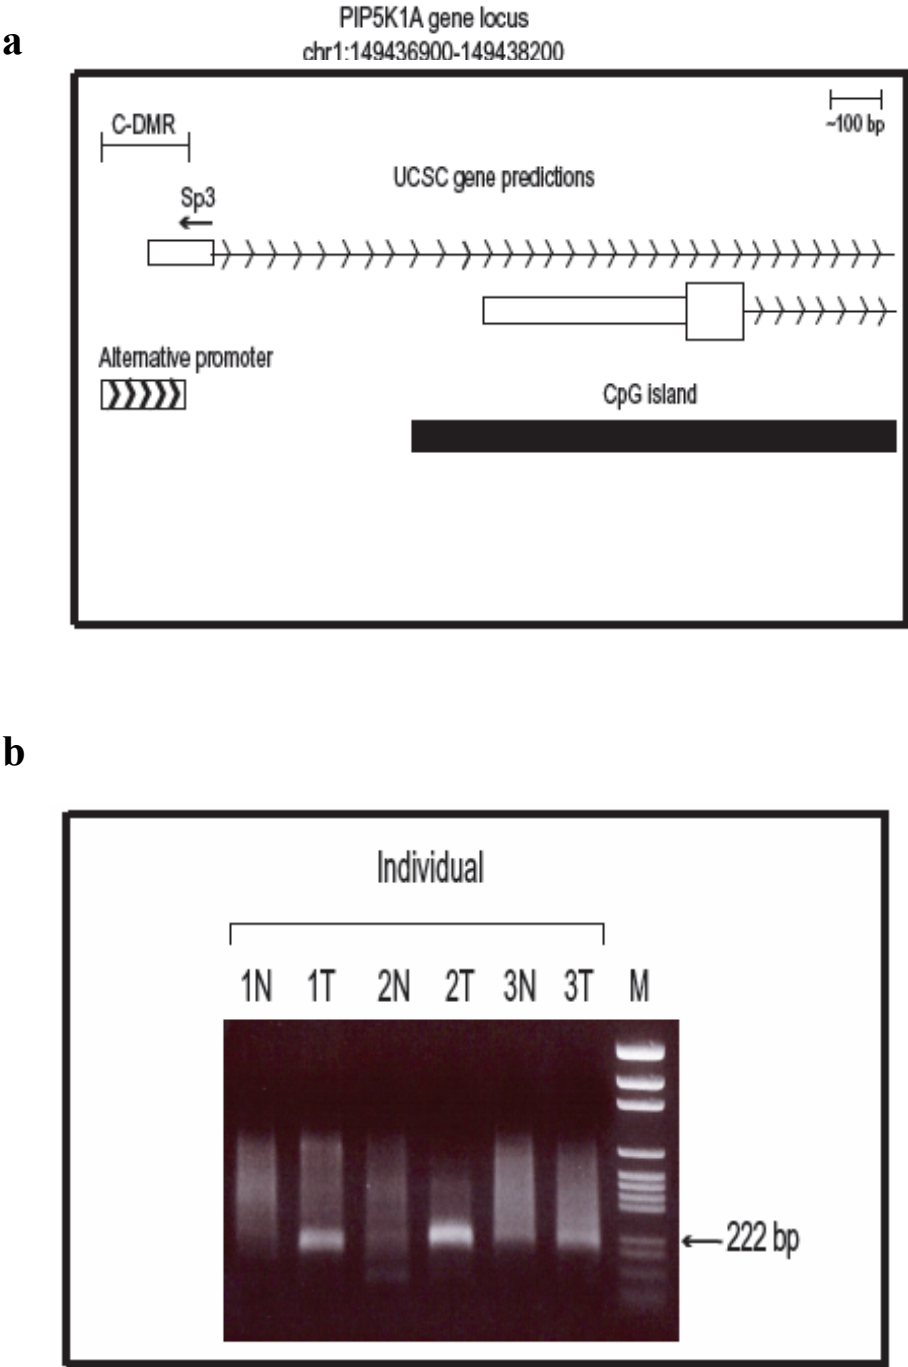 a
PIP5K1A gene locus
chr1:149436900-149438200
C-DMR
~100 bp
UCSC gene predictions
Sp3
Alternative promoter
CpG island
b
Individual
1N 1T 2N 2T 3N 3T M
222 bp